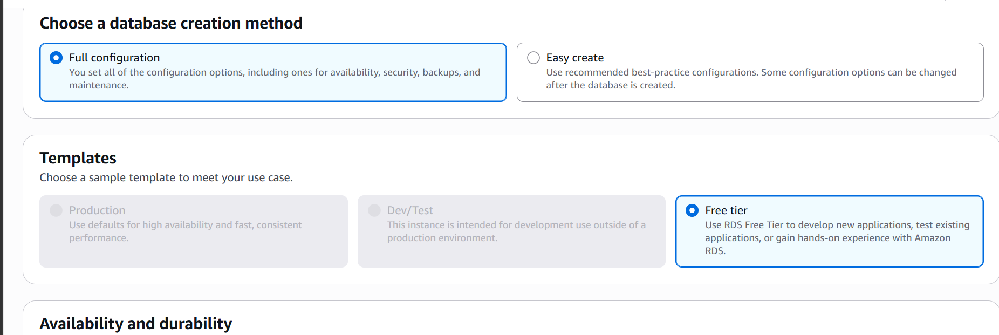 Choose a database creation method
Full configuration
You set all of the configuration options, including ones for availability, security, backups, and
maintenance.
Easy create
Use recommended best-practice configurations. Some configuration options can be changed
after the database is created.
Templates
Choose a sample template to meet your use case.
Production
Use defaults for high availability and fast, consistent
performance.
Dev/Test
This instance is intended for development use outside of a
production environment.
Free tier
Use RDS Free Tier to develop new applications, test existing
applications, or gain hands-on experience with Amazon
RDS.
Availability and durability